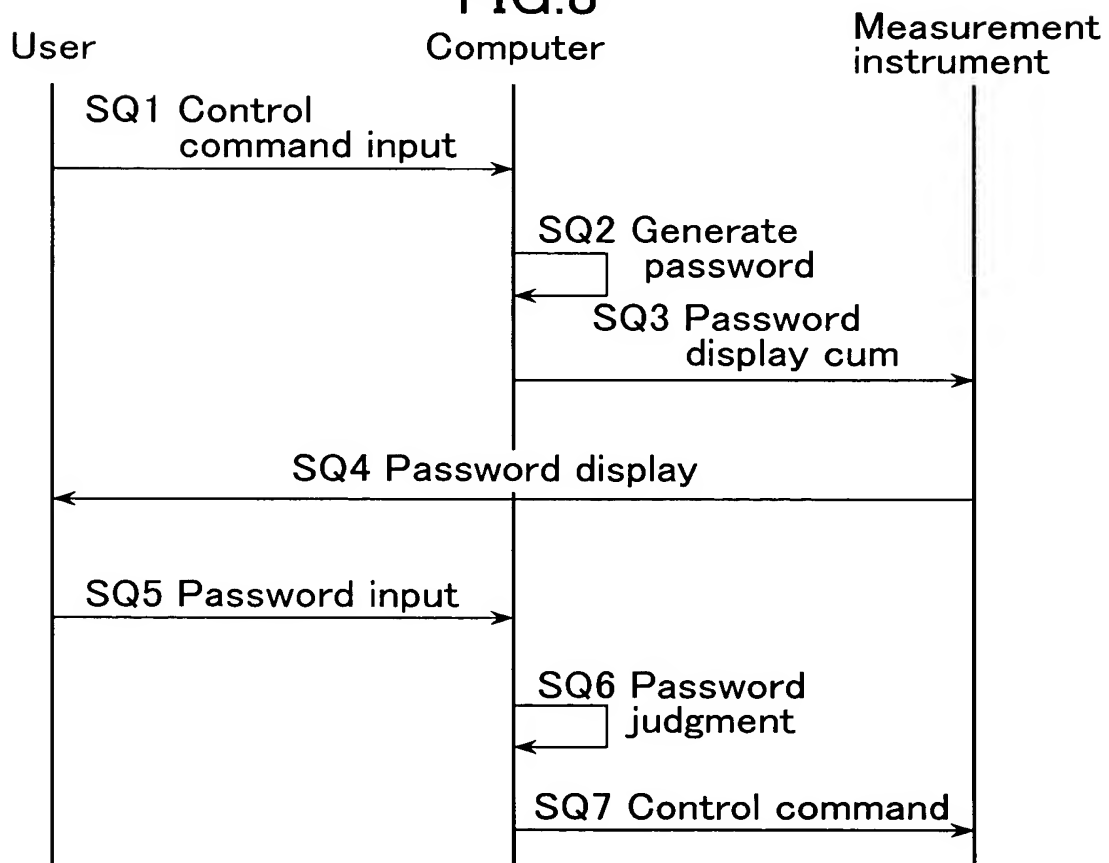 User
Computer
Measurement
instrument
SQ1 Control
command input
SQ2 Generate
password
SQ3 Password
display cum
SQ4 Password display
SQ5 Password input
SQ6 Password
judgment
SQ7 Control command